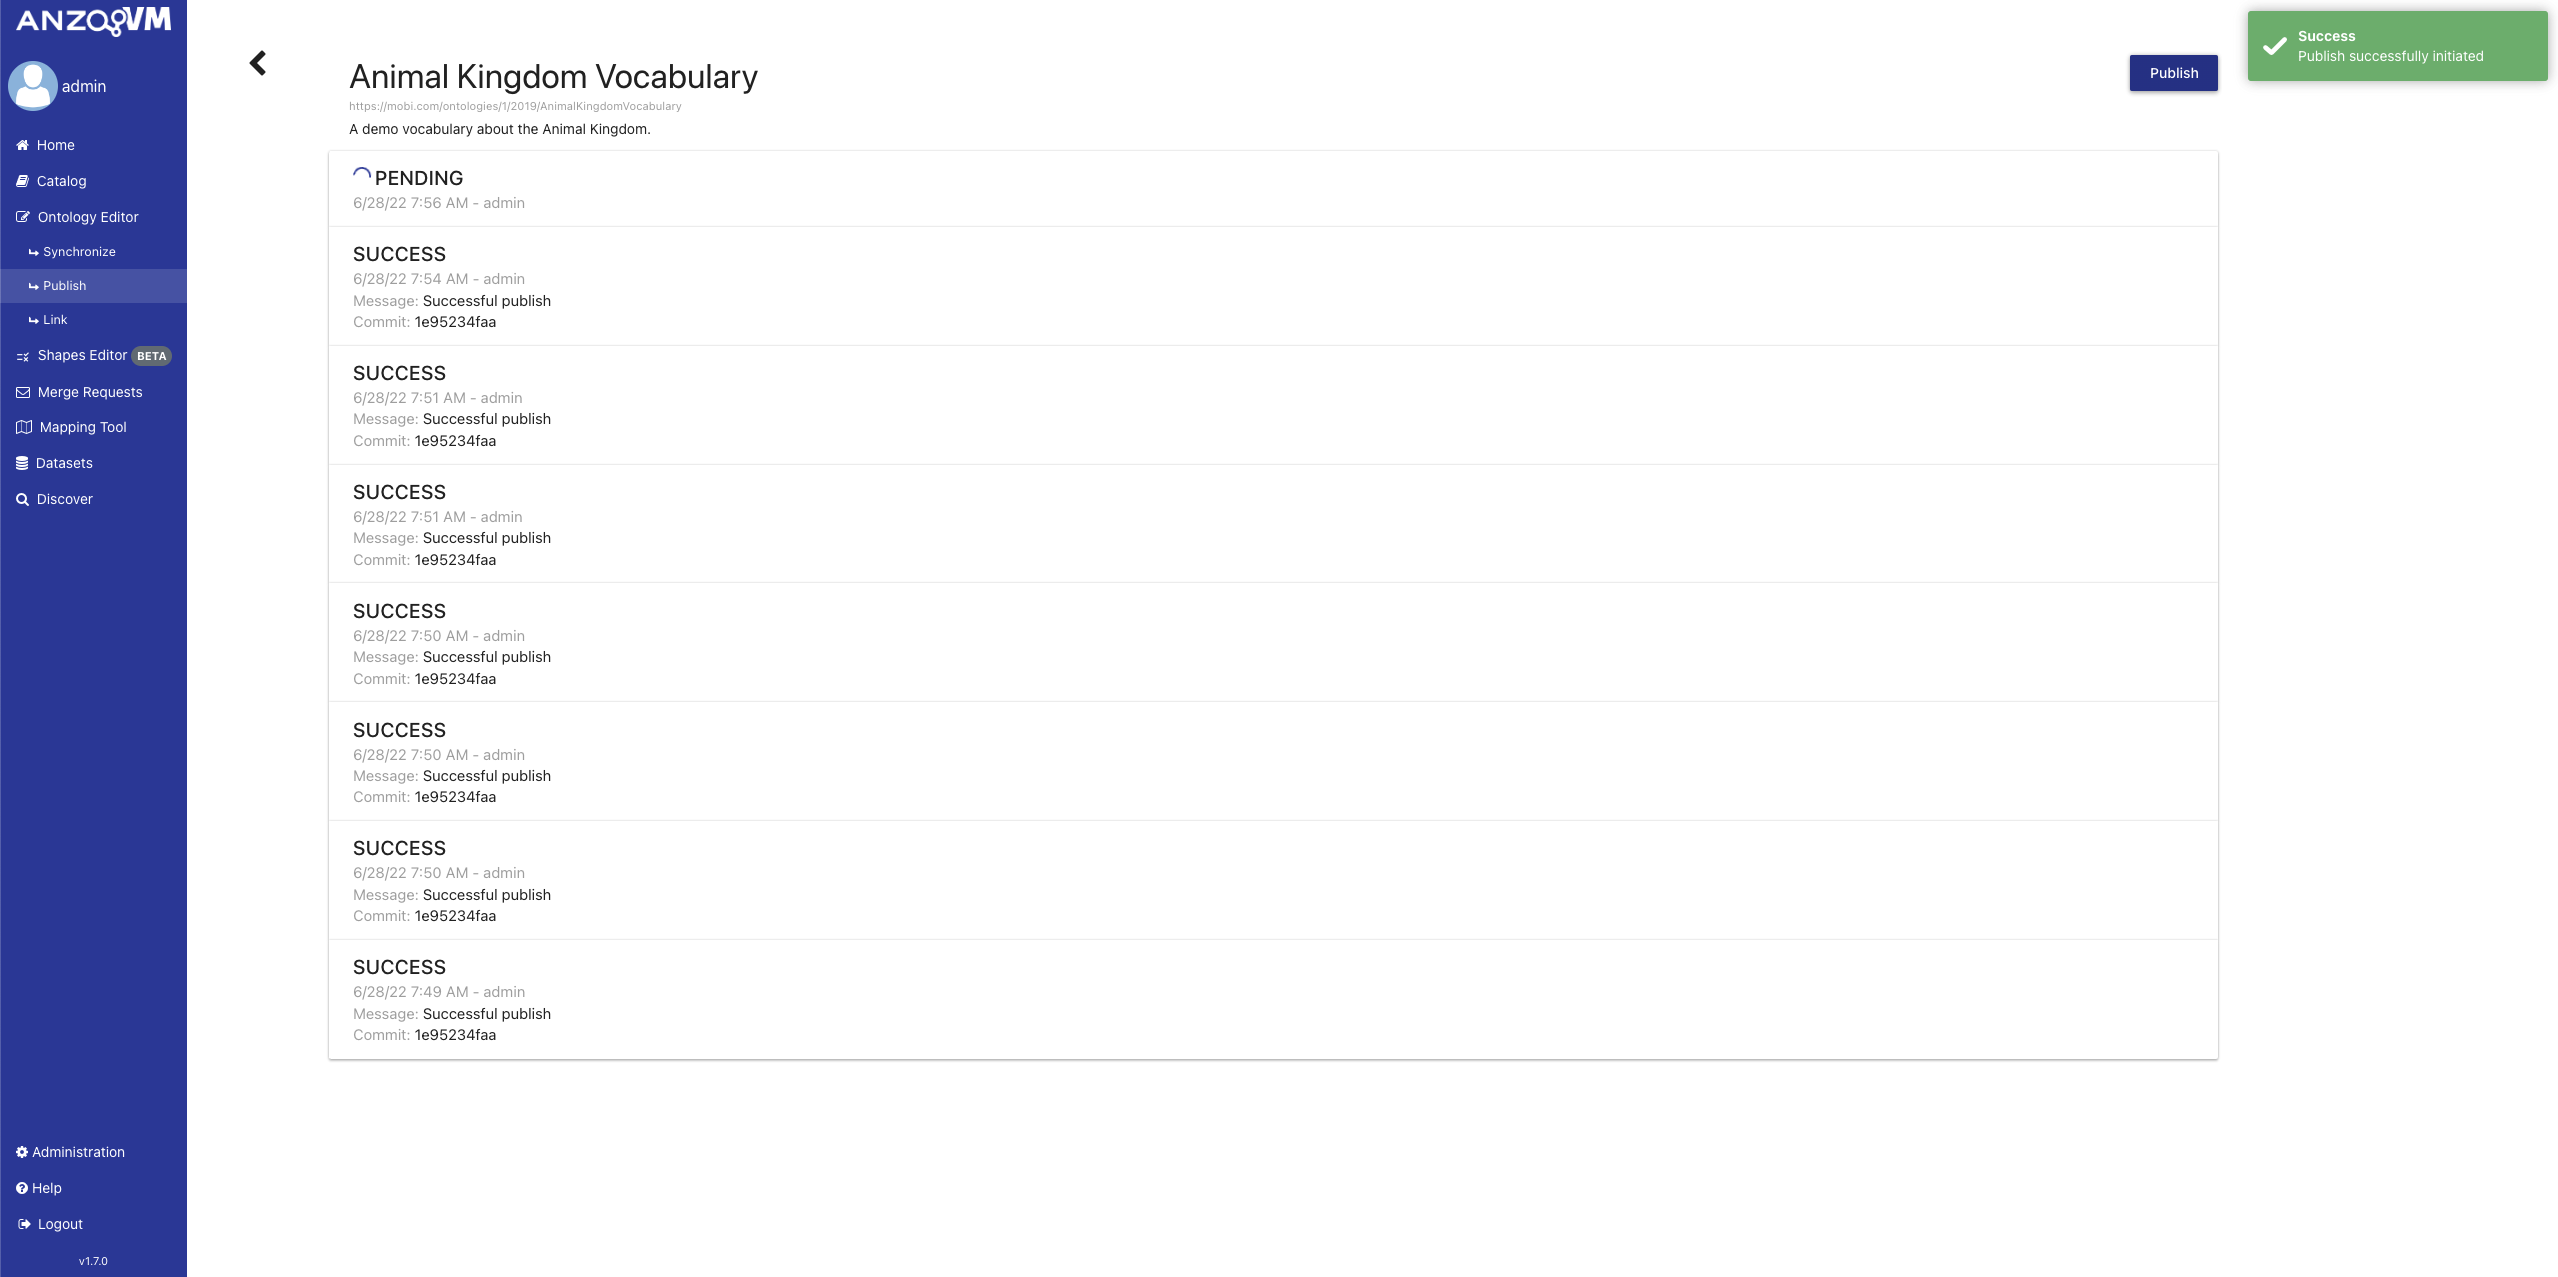 ANZO VM
admin
Home
Catalog
Ontology Editor
Synchronize
Publish
Link
Shapes Editor BETA
Merge Requests
Mapping Tool
Datasets
Discover
Administration
Help
Logout
v1.7.0
Animal Kingdom Vocabulary
https://mobi.com/ontologies/1/2019/AnimalKingdomVocabulary
A demo vocabulary about the Animal Kingdom.
Publish
Success
Publish successfully initiated
PENDING
6/28/22 7:56 AM - admin
SUCCESS
6/28/22 7:54 AM - admin
Message: Successful publish
Commit: 1e95234faa
SUCCESS
6/28/22 7:51 AM - admin
Message: Successful publish
Commit: 1e95234faa
SUCCESS
6/28/22 7:51 AM - admin
Message: Successful publish
Commit: 1e95234faa
SUCCESS
6/28/22 7:50 AM - admin
Message: Successful publish
Commit: 1e95234faa
SUCCESS
6/28/22 7:50 AM - admin
Message: Successful publish
Commit: 1e95234faa
SUCCESS
6/28/22 7:50 AM - admin
Message: Successful publish
Commit: 1e95234faa
SUCCESS
6/28/22 7:49 AM - admin
Message: Successful publish
Commit: 1e95234faa